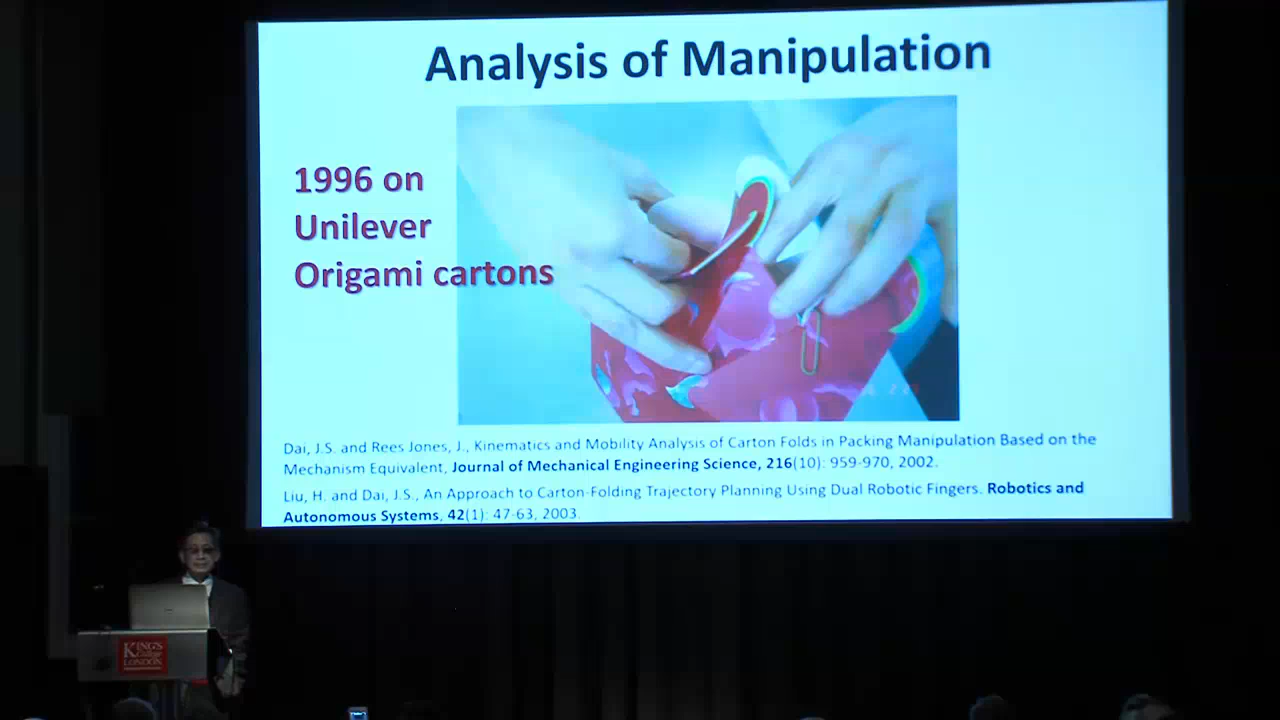 Analysis of Manipulation
1996 on
Unilever
Origami cartons
Dai, J.S. and Rees Jones, J., Kinematics and Mobility Analysis of Carton Folds in Packing Manipulation Based on the
Mechanism Equivalent, Journal of Mechanical Engineering Science, 216(10): 959-970, 2002.
Liu, H. and Dai, J.S., An Approach to Carton-Folding Trajectory Planning Using Dual Robotic Fingers. Robotics and
Autonomous Systems, 42(1): 47-63, 2003.
KING'S
College
LONDON